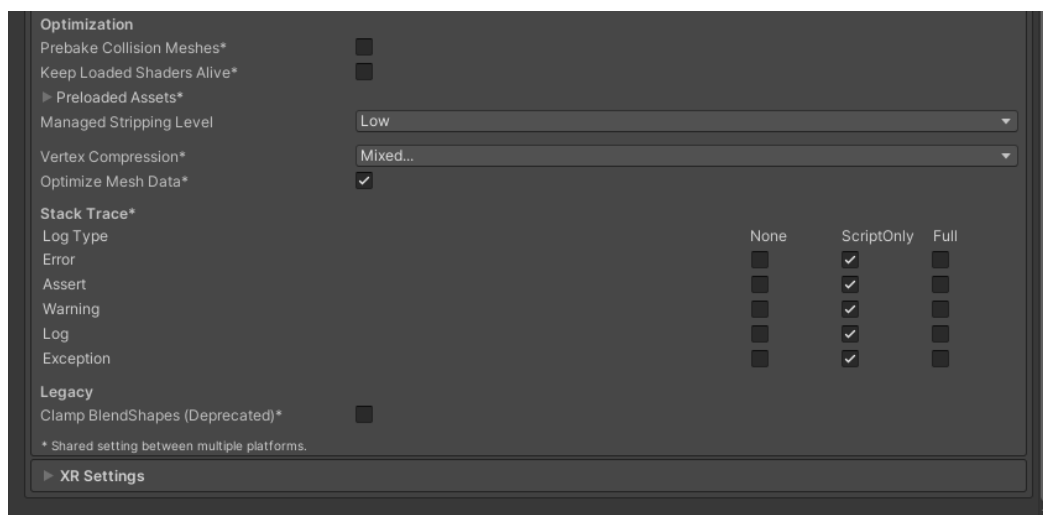 Optimization
Prebake Collision Meshes*
Keep Loaded Shaders Alive*
Preloaded Assets*
Managed Stripping Level Low
Vertex Compression* Mixed...
Optimize Mesh Data*
Stack Trace*
Log Type None ScriptOnly Full
Error
Assert
Warning
Log
Exception
Legacy
Clamp BlendShapes (Deprecated)*
* Shared setting between multiple platforms.
XR Settings